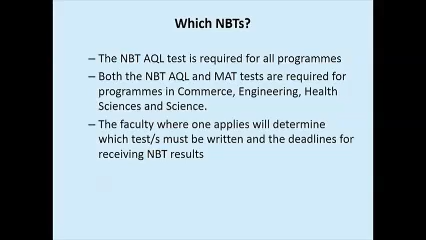 Which NBTs?
– The NBT AQL test is required for all programmes
– Both the NBT AQL and MAT tests are required for
programmes in Commerce, Engineering, Health
Sciences and Science.
– The faculty where one applies will determine
which test/s must be written and the deadlines for
receiving NBT results